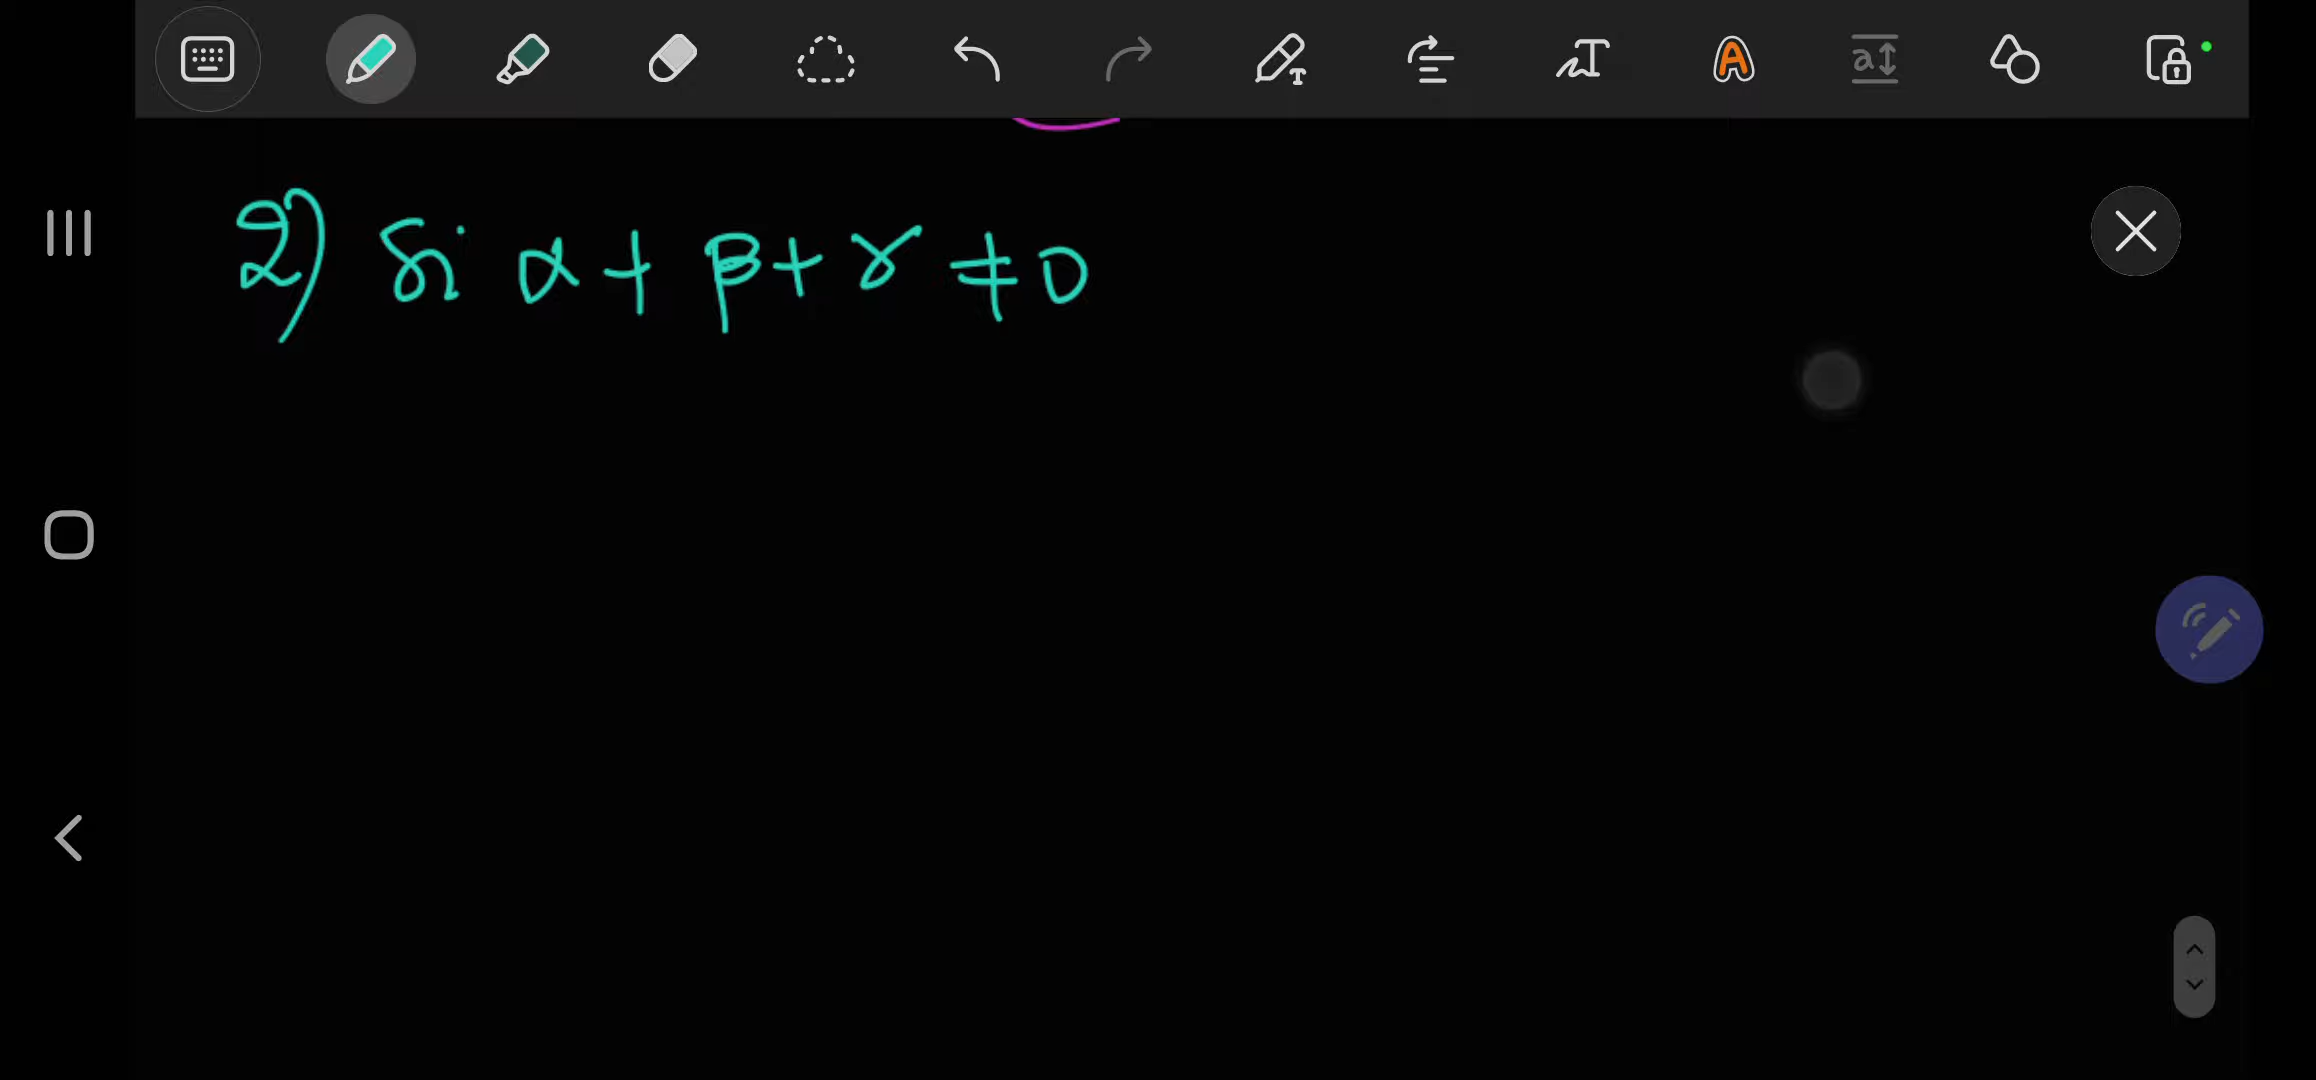 2) si α + β + γ ≠ 0